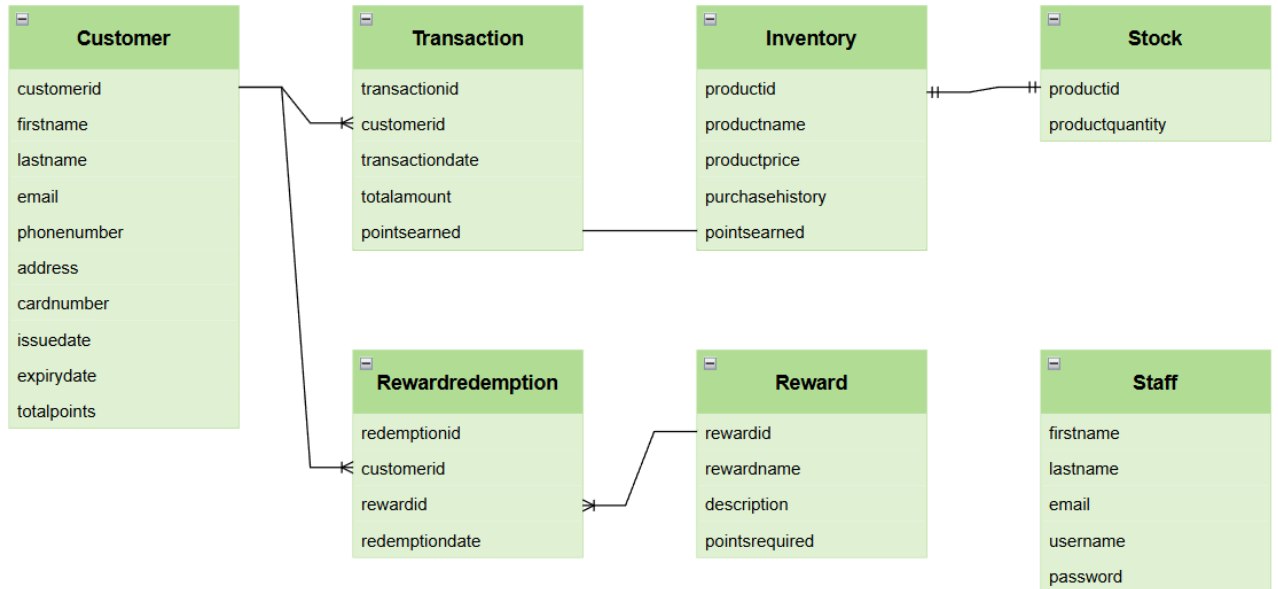 Customer
customerid
firstname
lastname
email
phonenumber
address
cardnumber
issuedate
expirydate
totalpoints
Transaction
transactionid
customerid
transactiondate
totalamount
pointsearned
Inventory
productid
productname
productprice
purchasehistory
pointsearned
Stock
productid
productquantity
Rewardredemption
redemptionid
customerid
rewardid
redemptiondate
Reward
rewardid
rewardname
description
pointsrequired
Staff
firstname
lastname
email
username
password